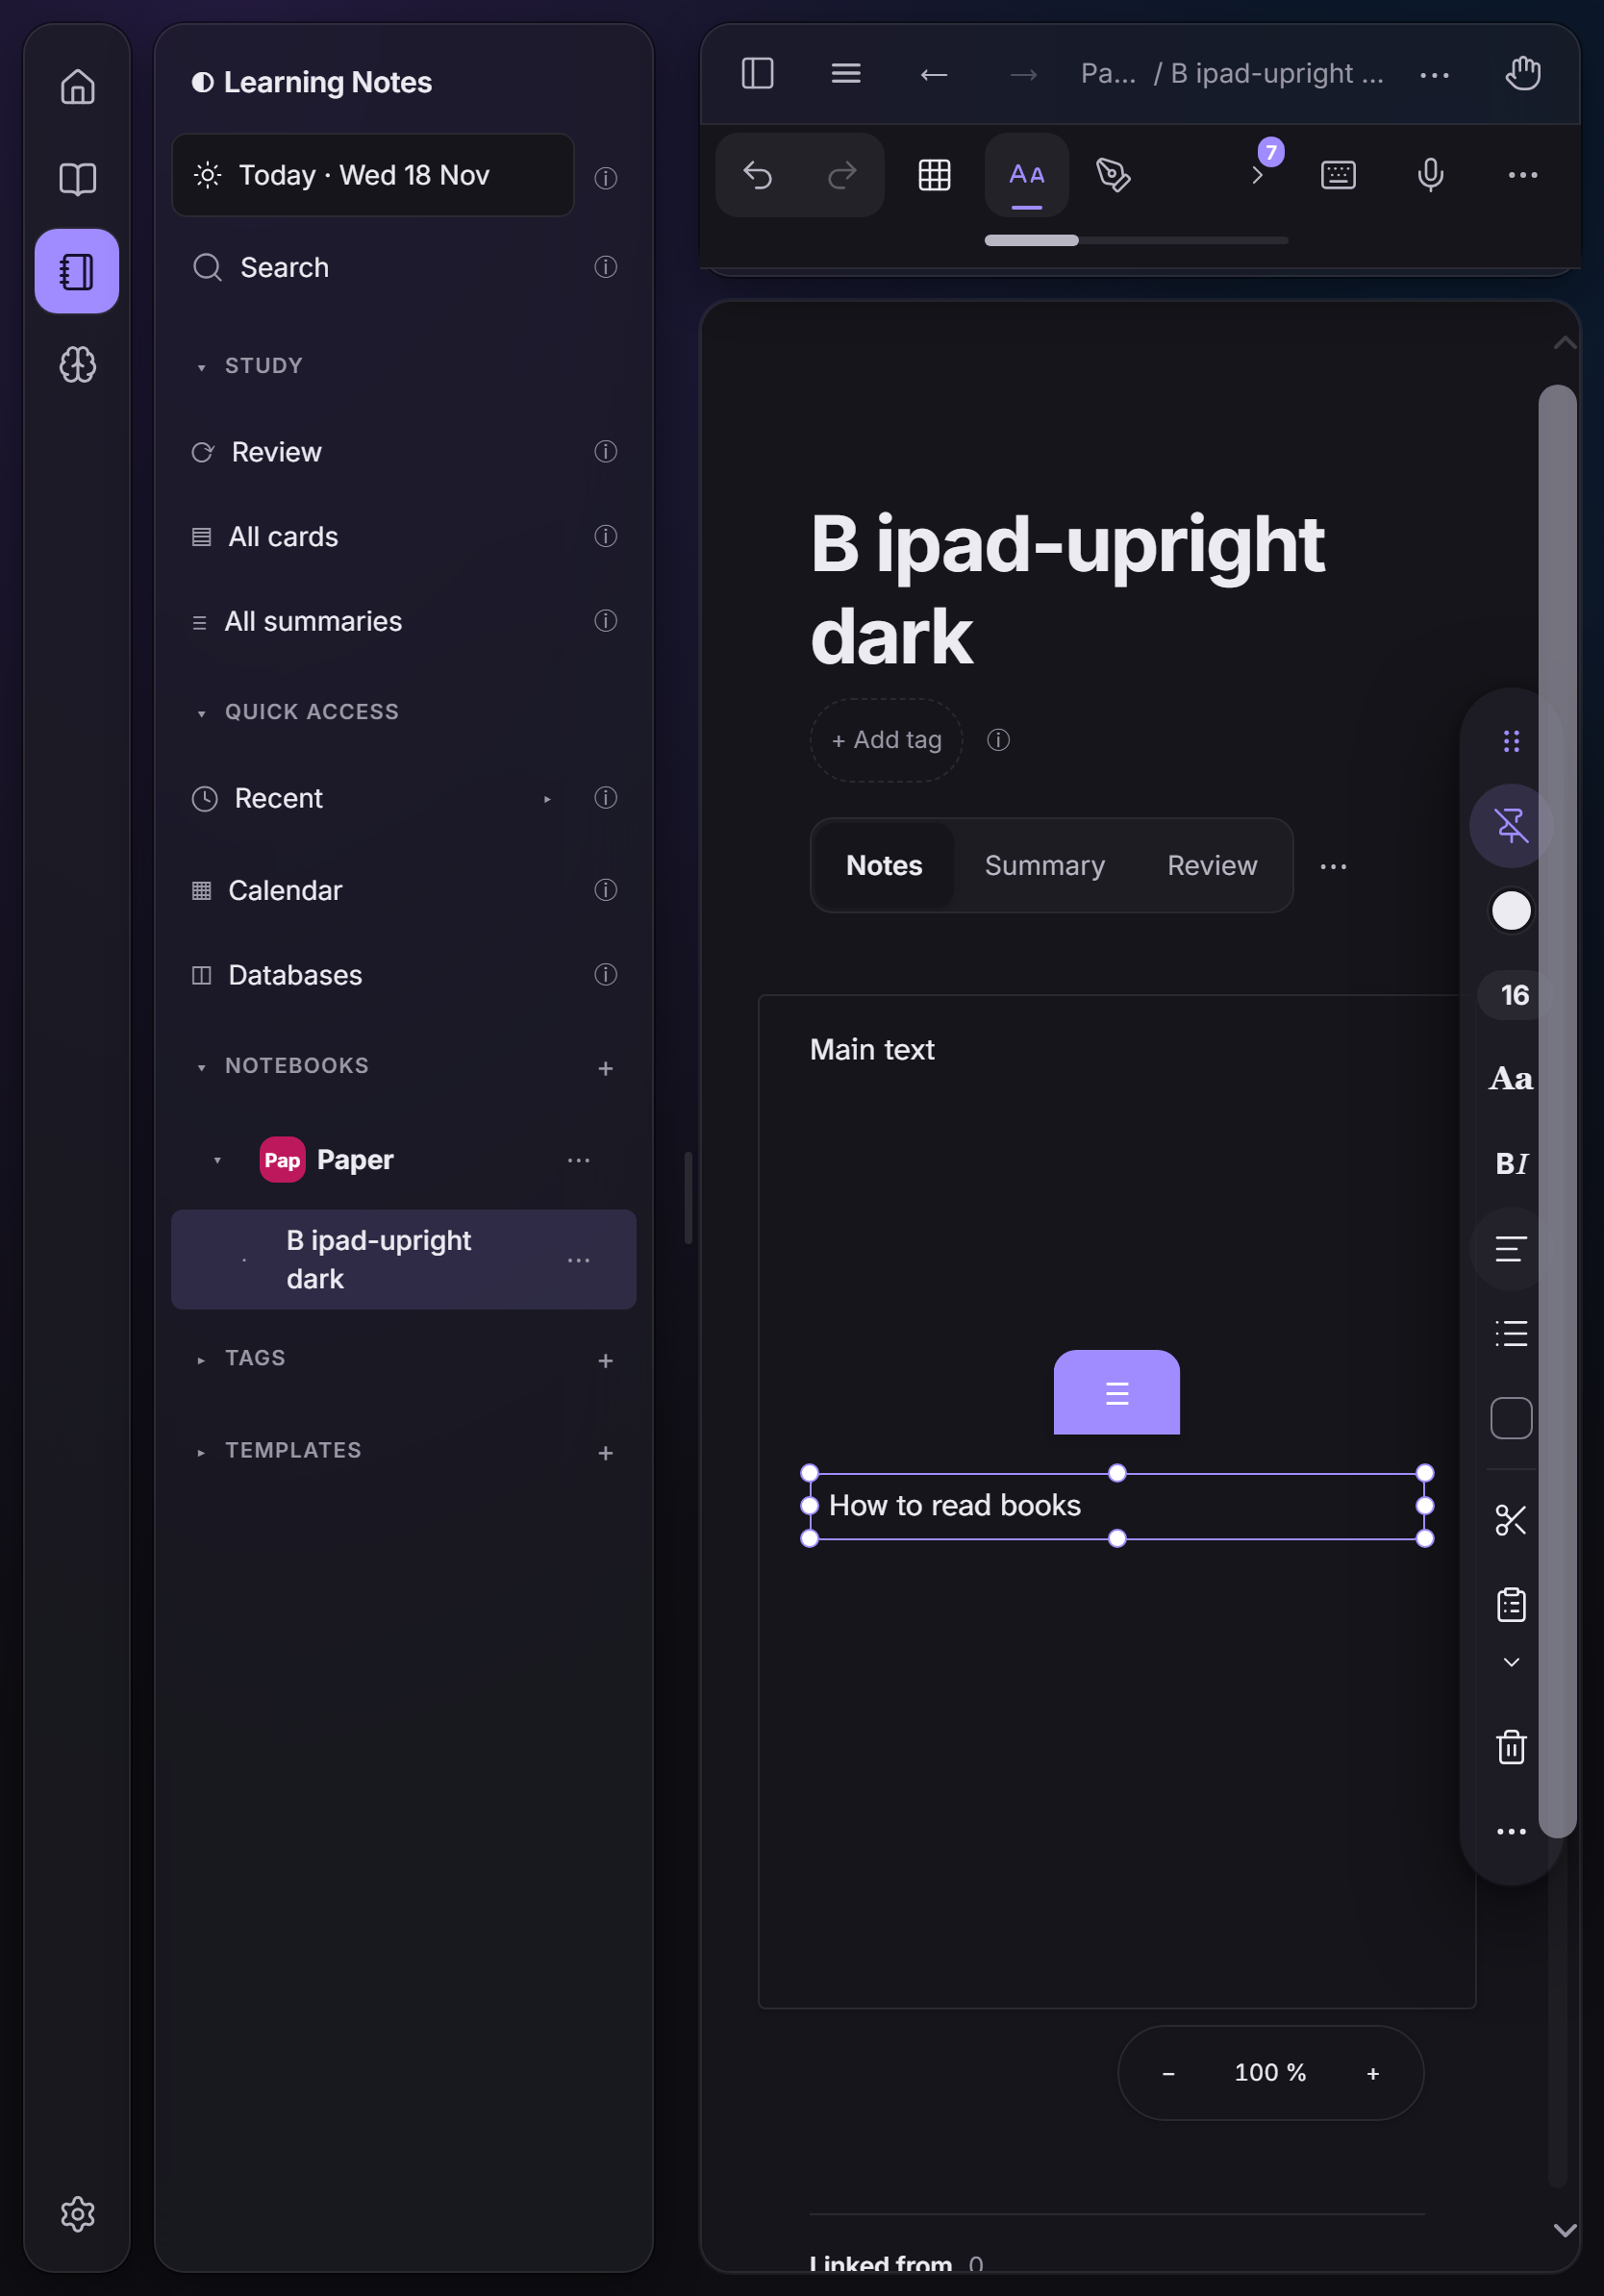 Learning Notes
Today · Wed 18 Nov
Search
STUDY
Review
All cards
All summaries
QUICK ACCESS
Recent
Calendar
Databases
NOTEBOOKS
+
Pap Paper
B ipad-upright
dark
TAGS
+
TEMPLATES
+
Pa... / B ipad-upright ...
AA
7
B ipad-upright
dark
+ Add tag
Notes Summary Review
16
Aa
BI
Main text
How to read books
− 100 % +
Linked from 0